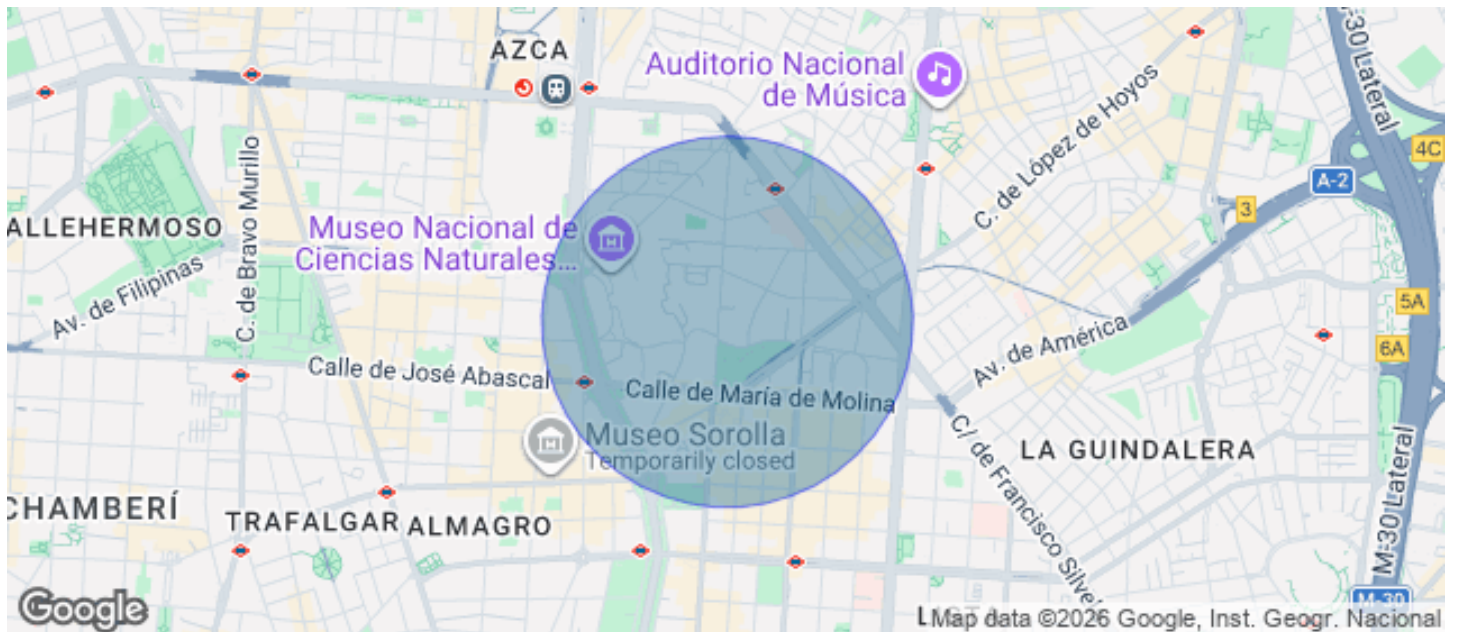 AZCA
Auditorio Nacional
de Música
C. de López de Hoyos
M-30 Lateral
4C
A-2
3
C. de Bravo Murillo
ALLEHERMOSO
Museo Nacional de
Ciencias Naturales...
Av. de Filipinas
5A
6A
Av. de América
Calle de José Abascal
Calle de María de Molina
Museo Sorolla
Temporarily closed
C/ de Francisco Silvel
LA GUINDALERA
M-30 Lateral
CHAMBERÍ
TRAFALGAR
ALMAGRO
M-30
Google
Map data ©2026 Google, Inst. Geogr. Nacional